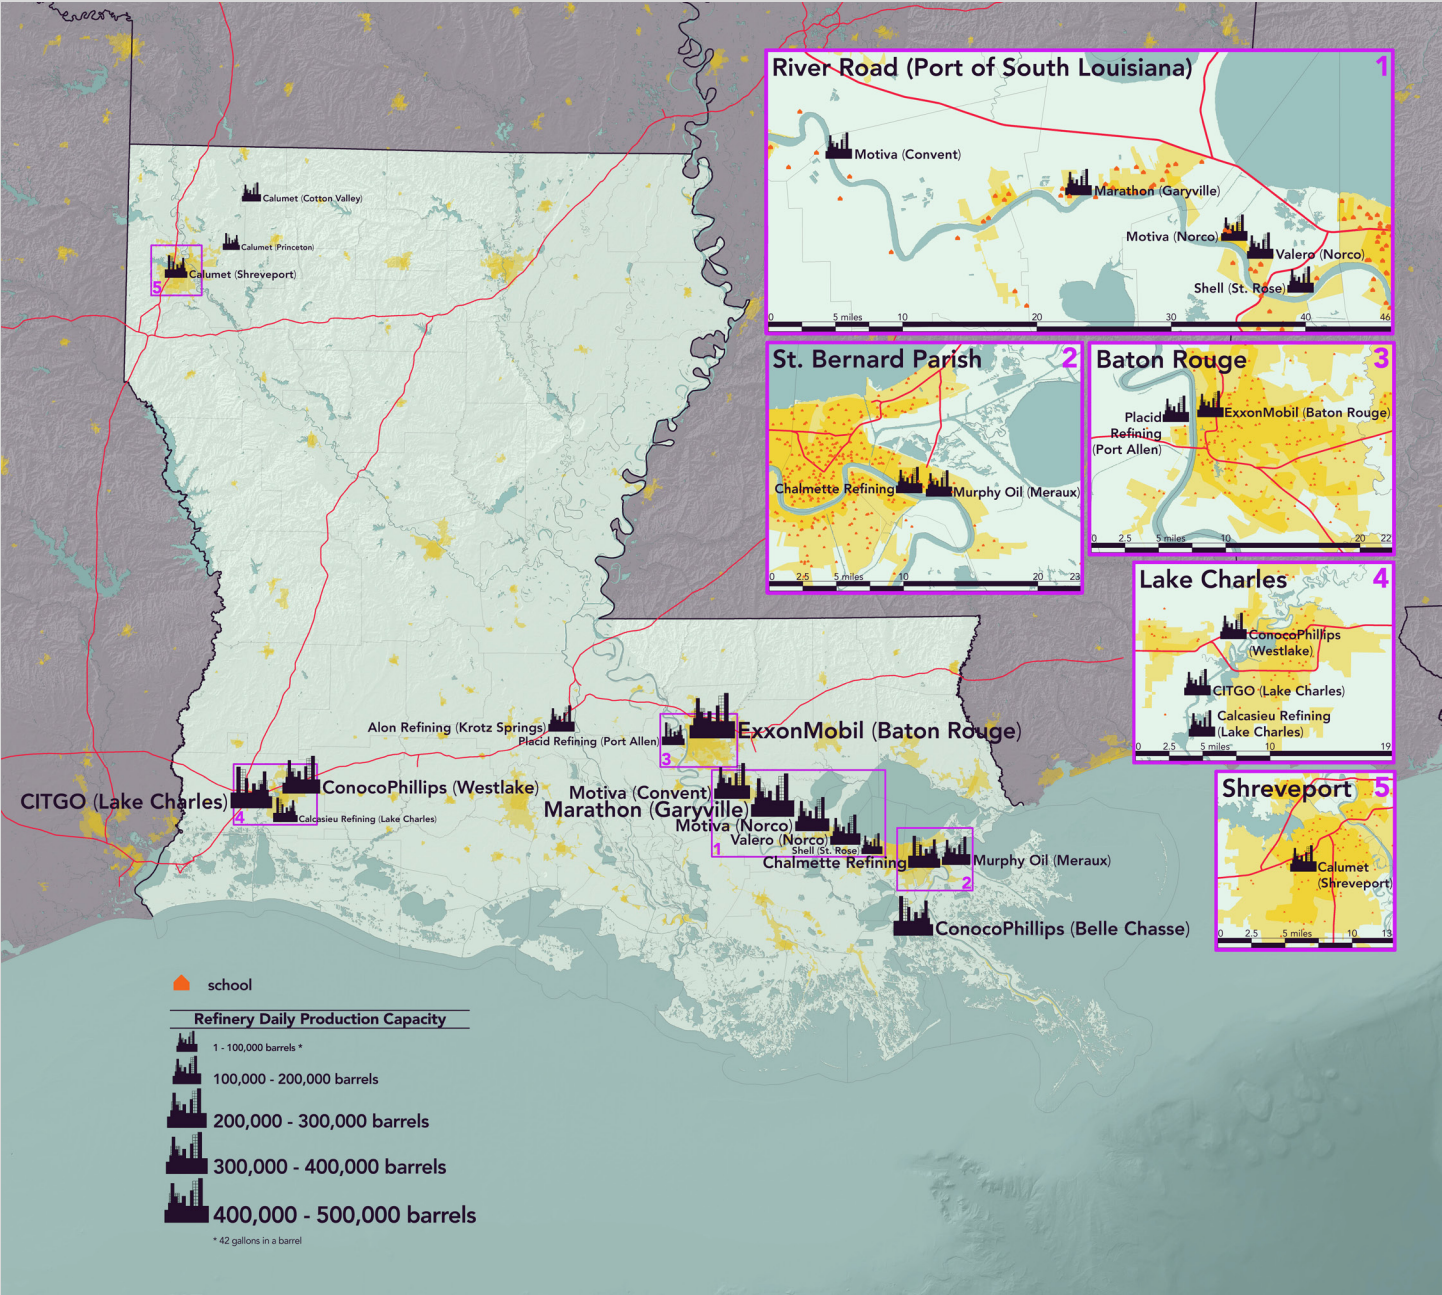 River Road (Port of South Louisiana)
1
Motiva (Convent)
Marathon (Garyville)
Motiva (Norco)
Valero (Norco)
Shell (St. Rose)
0 5 miles 10 20 30 40 46
St. Bernard Parish
2
Chalmette Refining
Murphy Oil (Meraux)
0 2.5 5 miles 10 20 23
Baton Rouge
3
Placid
Refining
(Port Allen)
ExxonMobil (Baton Rouge)
0 2.5 5 miles 10 20 22
Lake Charles
4
ConocoPhillips
(Westlake)
CITGO (Lake Charles)
Calcasieu Refining
(Lake Charles)
0 2.5 5 miles 10 19
Shreveport
5
Calumet
(Shreveport)
0 2.5 5 miles 10 13
Calumet (Cotton Valley)
Calumet (Princeton)
Calumet (Shreveport)
5
Alon Refining (Krotz Springs)
Placid Refining (Port Allen)
ExxonMobil (Baton Rouge)
3
CITGO (Lake Charles)
ConocoPhillips (Westlake)
Calcasieu Refining (Lake Charles)
4
Motiva (Convent)
Marathon (Garyville)
Motiva (Norco)
Valero (Norco)
Shell (St. Rose)
1
Chalmette Refining
Murphy Oil (Meraux)
2
ConocoPhillips (Belle Chasse)
school
Refinery Daily Production Capacity
1 - 100,000 barrels *
100,000 - 200,000 barrels
200,000 - 300,000 barrels
300,000 - 400,000 barrels
400,000 - 500,000 barrels
* 42 gallons in a barrel